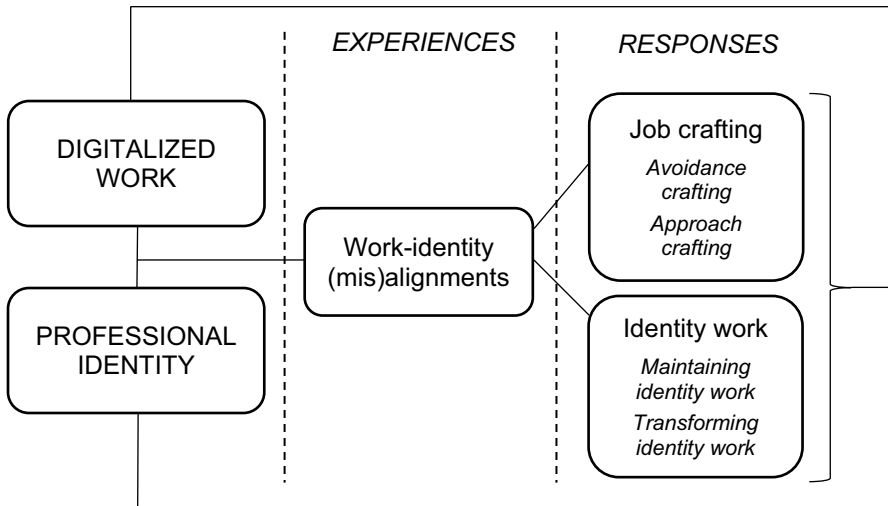 EXPERIENCES
RESPONSES
DIGITALIZED
WORK
PROFESSIONAL
IDENTITY
Work-identity
(mis)alignments
Job crafting
Avoidance
crafting
Approach
crafting
Identity work
Maintaining
identity work
Transforming
identity work